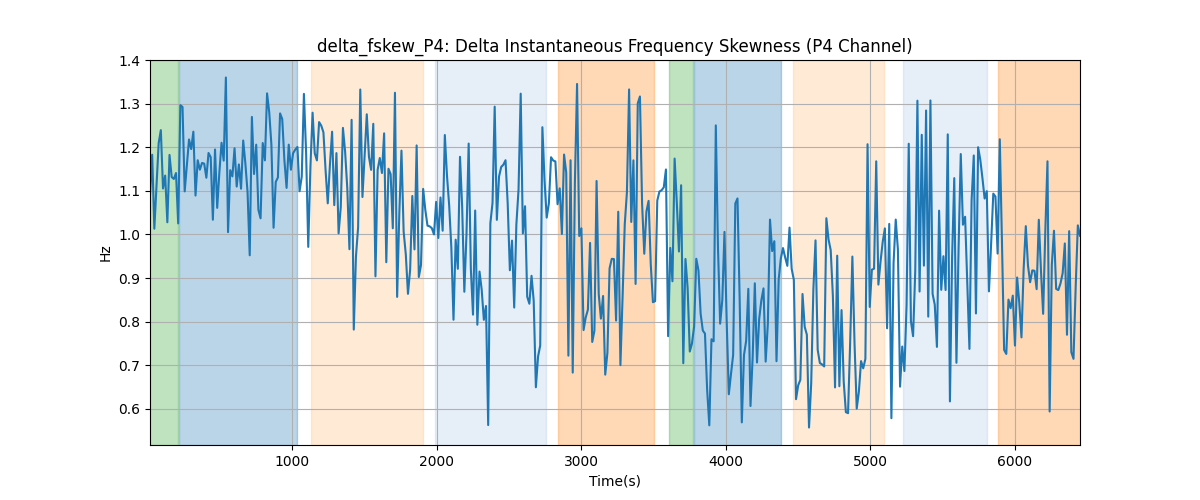 delta_fskew_P4: Delta Instantaneous Frequency Skewness (P4 Channel)
1.4
1.3
1.2
1.1
1.0
0.9
0.8
0.7
0.6
Hz
1000 2000 3000 4000 5000 6000
Time(s)